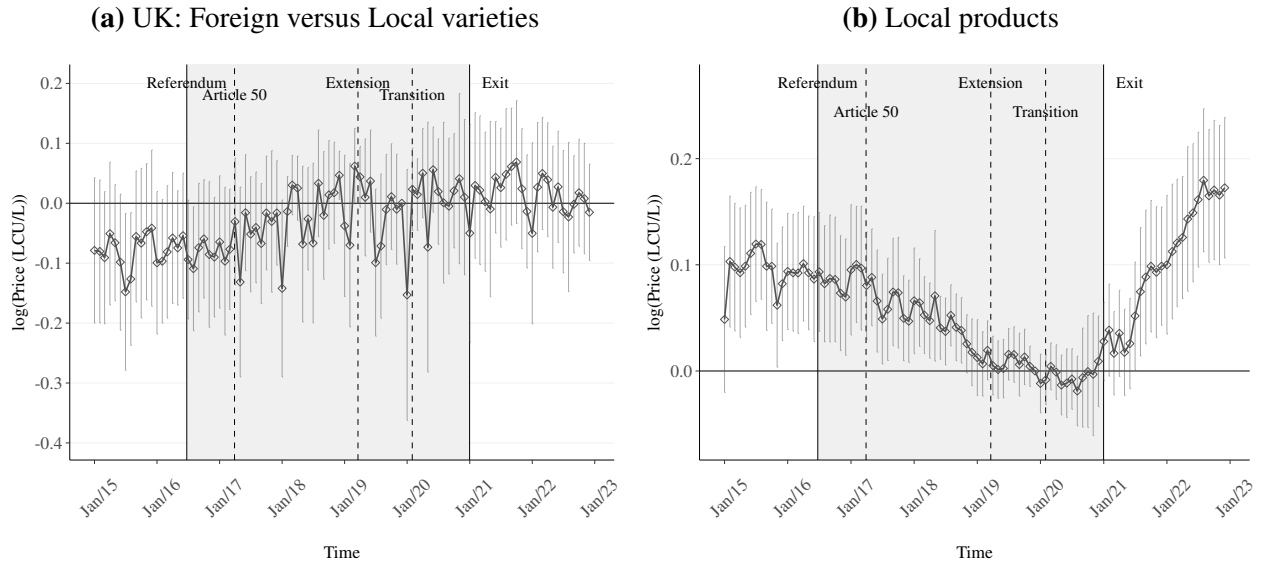 (a) UK: Foreign versus Local varieties
Referendum
Article 50
Extension
Transition
Exit
0.2
0.1
0.0
-0.1
-0.2
-0.3
-0.4
log(Price (LCU/L))
Jan/15
Jan/16
Jan/17
Jan/18
Jan/19
Jan/20
Jan/21
Jan/22
Jan/23
Time
(b) Local products
Referendum
Article 50
Extension
Transition
Exit
0.2
0.1
0.0
log(Price (LCU/L))
Jan/15
Jan/16
Jan/17
Jan/18
Jan/19
Jan/20
Jan/21
Jan/22
Jan/23
Time